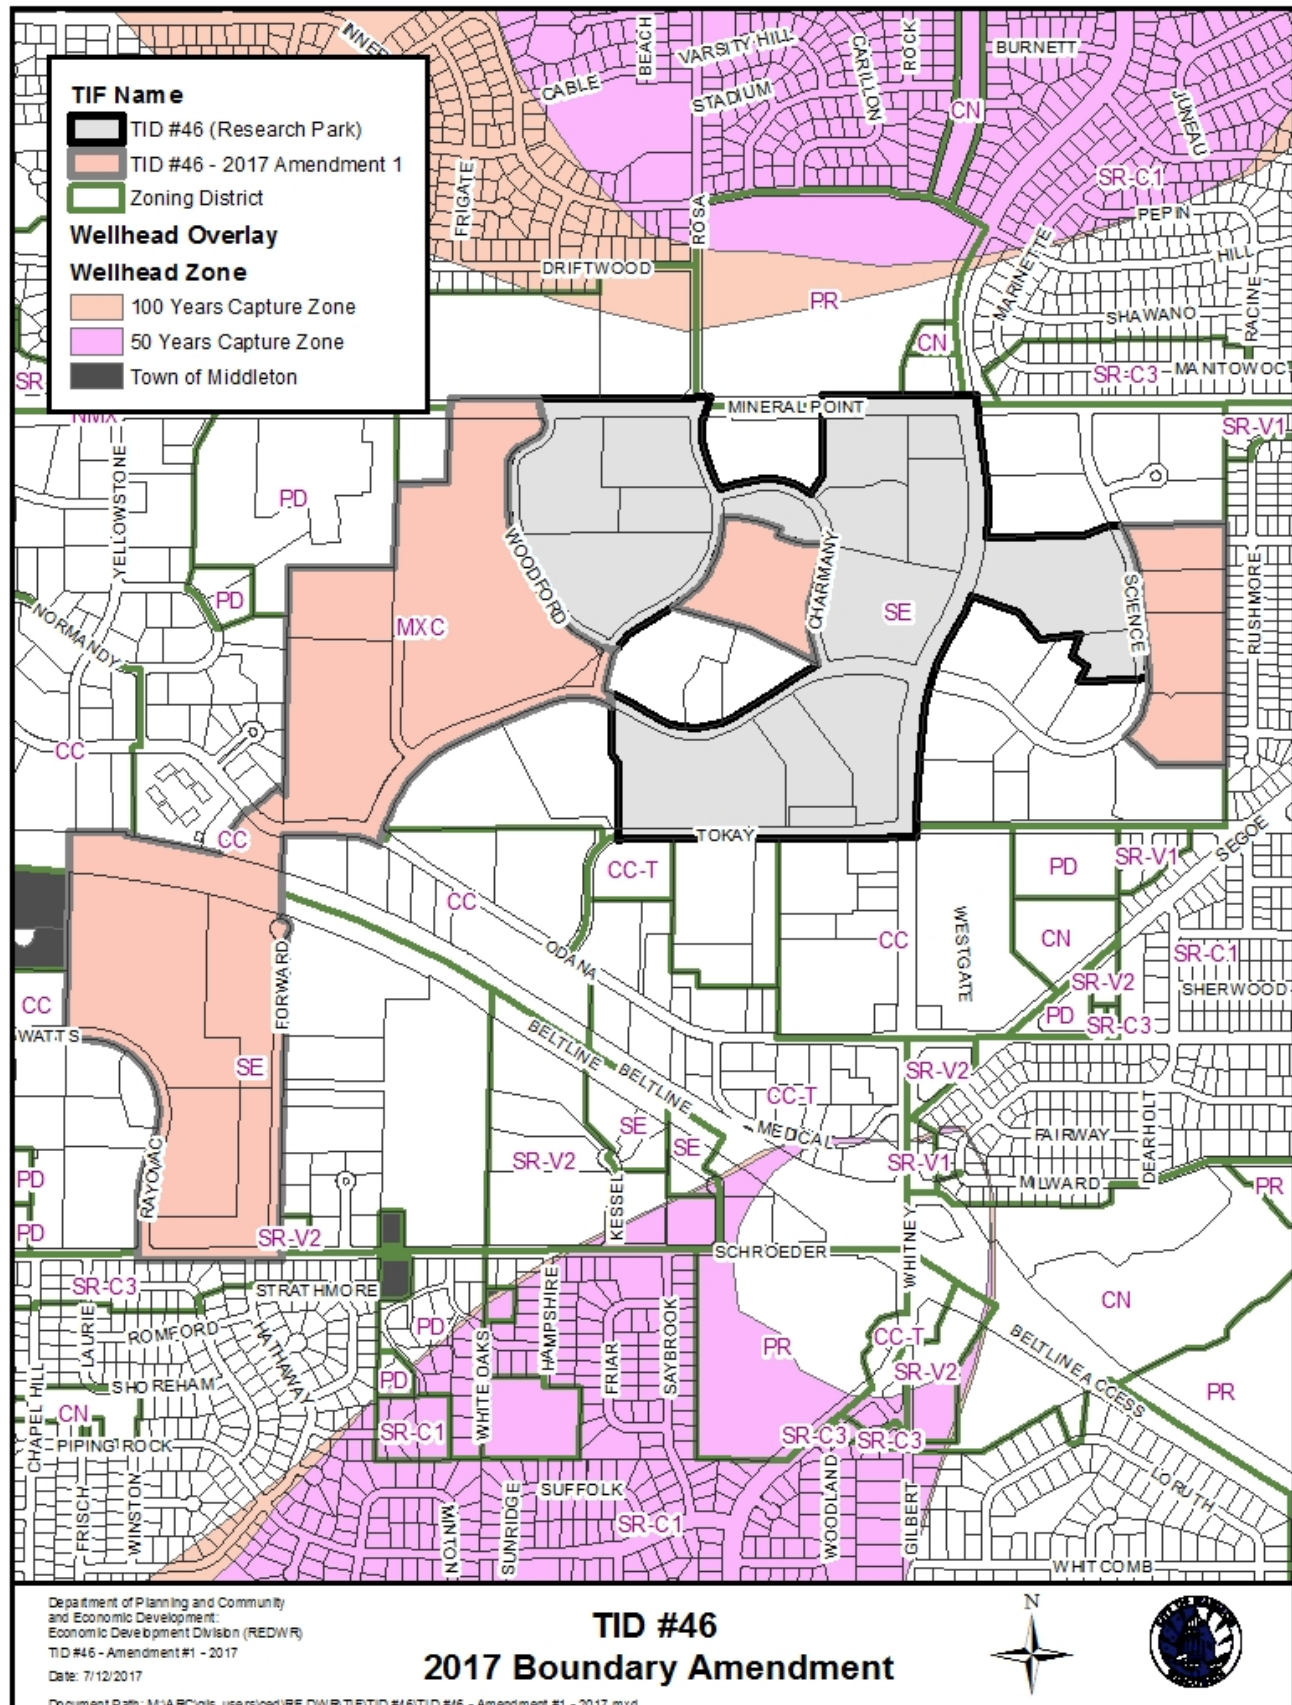 INNER
CABLE
BEACH
VARSITY HILL
STADIUM
CARILLON
ROCK
BURNETT
JUNEAU
CN
SR-C1
PEPIN
HILL
TIF Name
TID #46 (Research Park)
TID #46 - 2017 Amendment 1
Zoning District
Wellhead Overlay
Wellhead Zone
100 Years Capture Zone
50 Years Capture Zone
Town of Middleton
FRIGATE
ROSA
DRIFTWOOD
PR
MARINETTE
SHAWANO
RACINE
CN
SR-C3
MANITOWOC
SR
NMX
MINERAL POINT
SR-V1
YELLOWSTONE
PD
WOODFORD
CHARMANY
SCIENCE
RUSHMORE
PD
NORMANDY
MXC
SE
CC
CC
TOKAY
SEGOE
CC-T
PD
SR-V1
CC
ODANA
CC
WESTGATE
CN
SR-C1
FORWARD
SR-V2
SHERWOOD
CC
PD
SR-C3
WATTS
BELTLINE
BELTLINE
SE
SR-V2
CC-T
SE
SE
MEDICAL
FAIRWAY
DEARHOLT
SR-V2
SR-V1
PD
RAYOVAC
KESSEL
MILWARD
PR
PD
SR-V2
SCHROEDER
WHITNEY
SR-C3
STRATHMORE
CN
LAURIE
ROMFORD
HATHAWAY
PD
WHITE OAKS
HAMPSHIRE
FRIAR
SAYBROOK
PR
CC-T
SR-V2
BELTLINE ACCESS
PR
CHAPEL HILL
SHOREHAM
PD
CN
SR-C1
SR-C3
SR-C3
PIPING ROCK
FRISCH
WINSTON
MINTON
SUNRIDGE
SUFFOLK
SR-C1
WOODLAND
GILBERT
LORUTH
WHITCOMB
Department of Planning and Community
and Economic Development:
Economic Development Division (REDWR)
TID #46 - Amendment #1 - 2017
Date: 7/12/2017
TID #46
2017 Boundary Amendment
N